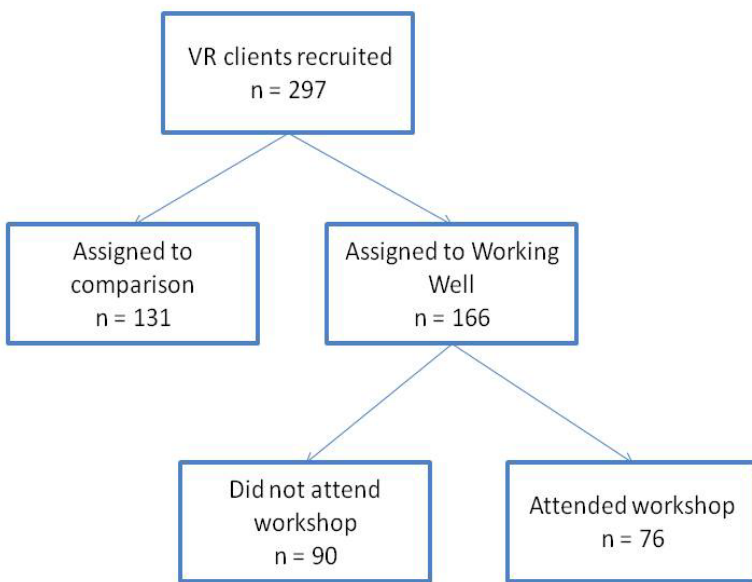 VR clients recruited
n = 297
Assigned to
comparison
n = 131
Assigned to Working
Well
n = 166
Did not attend
workshop
n = 90
Attended workshop
n = 76